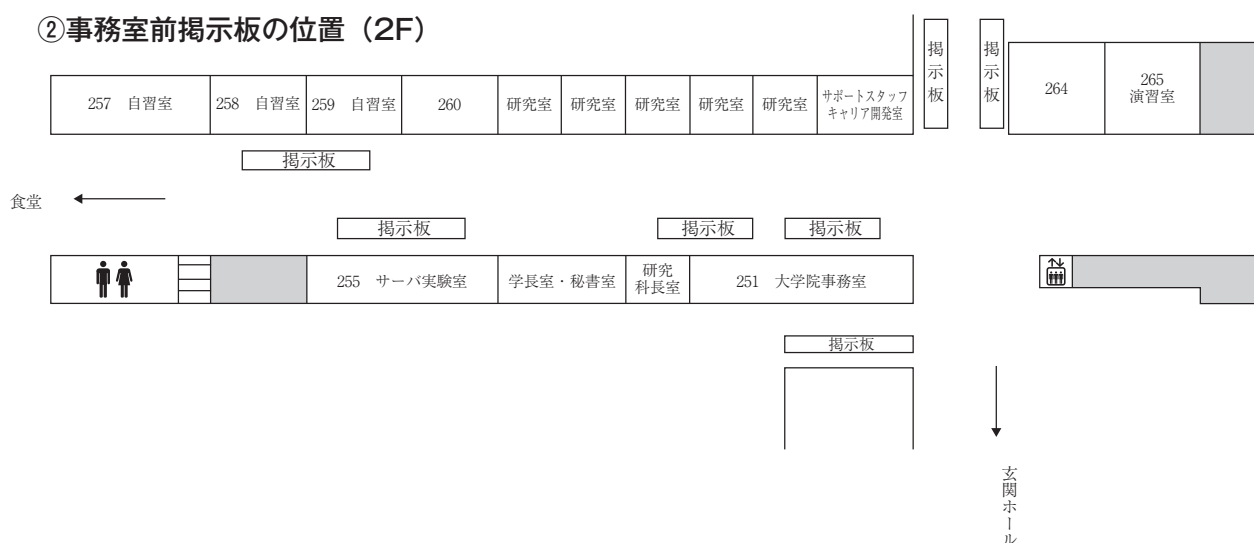 ②事務室前掲示板の位置（2F）
掲示板
掲示板
257　自習室
258　自習室
259　自習室
260
研究室
研究室
研究室
研究室
研究室
サポートスタッフ
キャリア開発室
264
265
演習室
掲示板
食堂
掲示板
掲示板
掲示板
255　サーバ実験室
学長室・秘書室
研究
科長室
251　大学院事務室
掲示板
玄関ホール